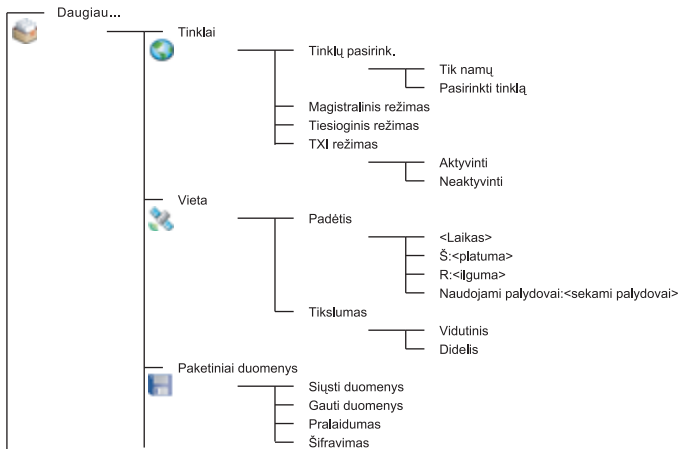 Daugiau...
Tinklai
Tinklų pasirink.
Tik namų
Pasirinkti tinklą
Magistralinis režimas
Tiesioginis režimas
TXI režimas
Aktyvinti
Neaktyvinti
Vieta
Padėtis
<Laikas>
Š:<platuma>
R:<ilguma>
Naudojami palydovai:<sekami palydovai>
Tikslumas
Vidutinis
Didelis
Paketiniai duomenys
Siųsti duomenys
Gauti duomenys
Pralaidumas
Šifravimas